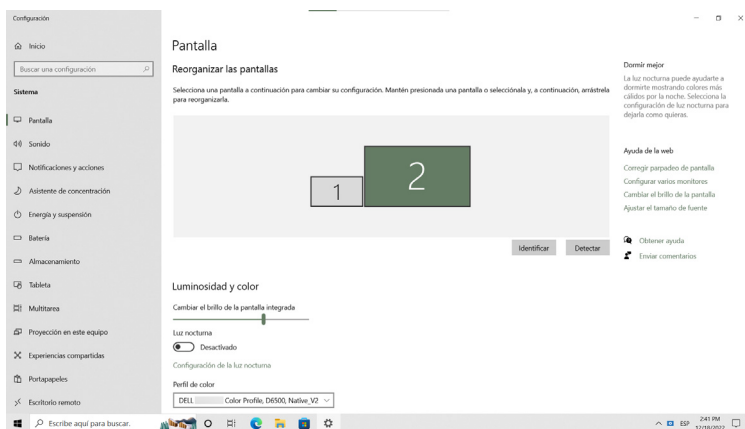 Configuración
Inicio
Buscar una configuración
Sistema
Pantalla
Sonido
Notificaciones y acciones
Asistente de concentración
Energía y suspensión
Batería
Almacenamiento
Tableta
Multitarea
Proyección en este equipo
Experiencias compartidas
Portapapeles
Escritorio remoto
Pantalla
Reorganizar las pantallas
Selecciona una pantalla a continuación para cambiar su configuración. Mantén presionada una pantalla o selecciónala y, a continuación, arrástrela
para reorganizarla.
1
2
Identificar
Detectar
Luminosidad y color
Cambiar el brillo de la pantalla integrada
Luz nocturna
Desactivado
Configuración de la luz nocturna
Perfil de color
DELL Color Profile, D6500, Native_V2
Dormir mejor
La luz nocturna puede ayudarte a
dormirte mostrando colores más
cálidos por la noche. Selecciona la
configuración de luz nocturna para
dejarla como quieras.
Ayuda de la web
Corregir parpadeo de pantalla
Configurar varios monitores
Cambiar el brillo de la pantalla
Ajustar el tamaño de fuente
Obtener ayuda
Enviar comentarios
Escribe aquí para buscar.
ESP
2:41 PM
12/18/2022